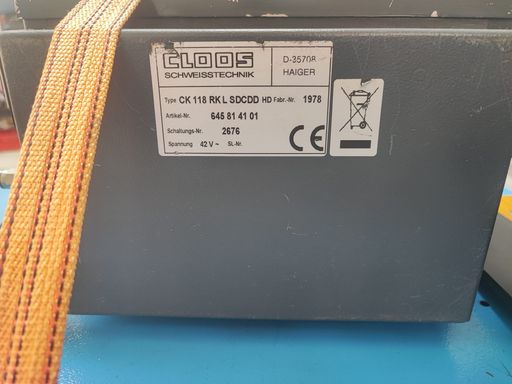 CLOOS
SCHWEISSTECHNIK
D-35708
HAIGER
Type CK 118 RK L SDCDD HD Fabr.-Nr. 1978
Artikel-Nr. 645 81 41 01
Schaltungs-Nr. 2676
Spannung 42 V ~ SL-Nr.
CE